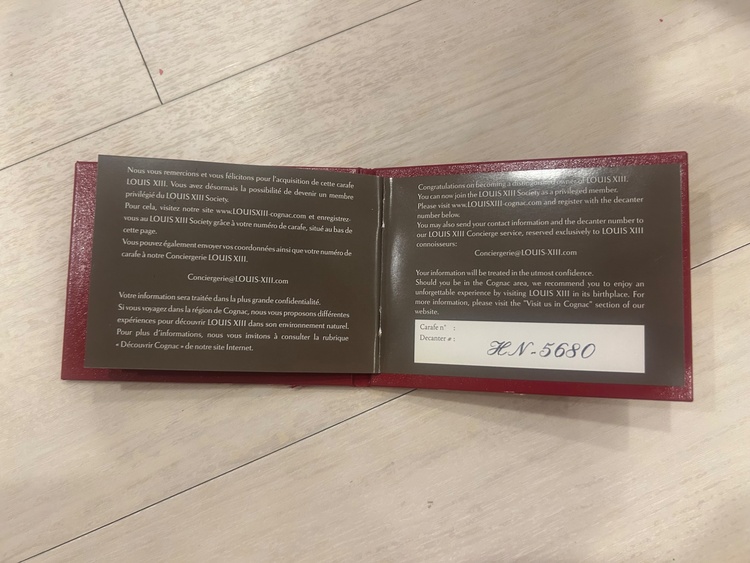 Nous vous remercions et vous félicitons pour l'acquisition de cette carafe
LOUIS XIII. Vous avez désormais la possibilité de devenir un membre
privilégié du LOUIS XIII Society.
Pour cela, visitez notre site www.LOUISXIII-cognac.com et enregistrez-
vous au LOUIS XIII Society grâce à votre numéro de carafe, situé au bas de
cette page.
Vous pouvez également envoyer vos coordonnées ainsi que votre numéro de
carafe à notre Conciergerie LOUIS XIII.
Conciergerie@LOUIS-XIII.com
Votre information sera traitée dans la plus grande confidentialité.
Si vous voyagez dans la région de Cognac, nous vous proposons différentes
expériences pour découvrir LOUIS XIII dans son environnement naturel.
Pour plus d'informations, nous vous invitons à consulter la rubrique
« Découvrir Cognac » de notre site Internet.
Congratulations on becoming a distinguished owner of LOUIS XIII.
You can now join the LOUIS XIII Society as a privileged member.
Please visit www.LOUISXIII-cognac.com and register with the decanter
number below.
You may also send your contact information and the decanter number to
our LOUIS XIII Concierge service, reserved exclusively to LOUIS XIII
connoisseurs:
Conciergerie@LOUIS-XIII.com
Your information will be treated in the utmost confidence.
Should you be in the Cognac area, we recommend you to enjoy an
unforgettable experience by visiting LOUIS XIII in its birthplace. For
more information, please visit the "Visit us in Cognac" section of our
website.
Carafe n° :
Decanter # :
HN-5680